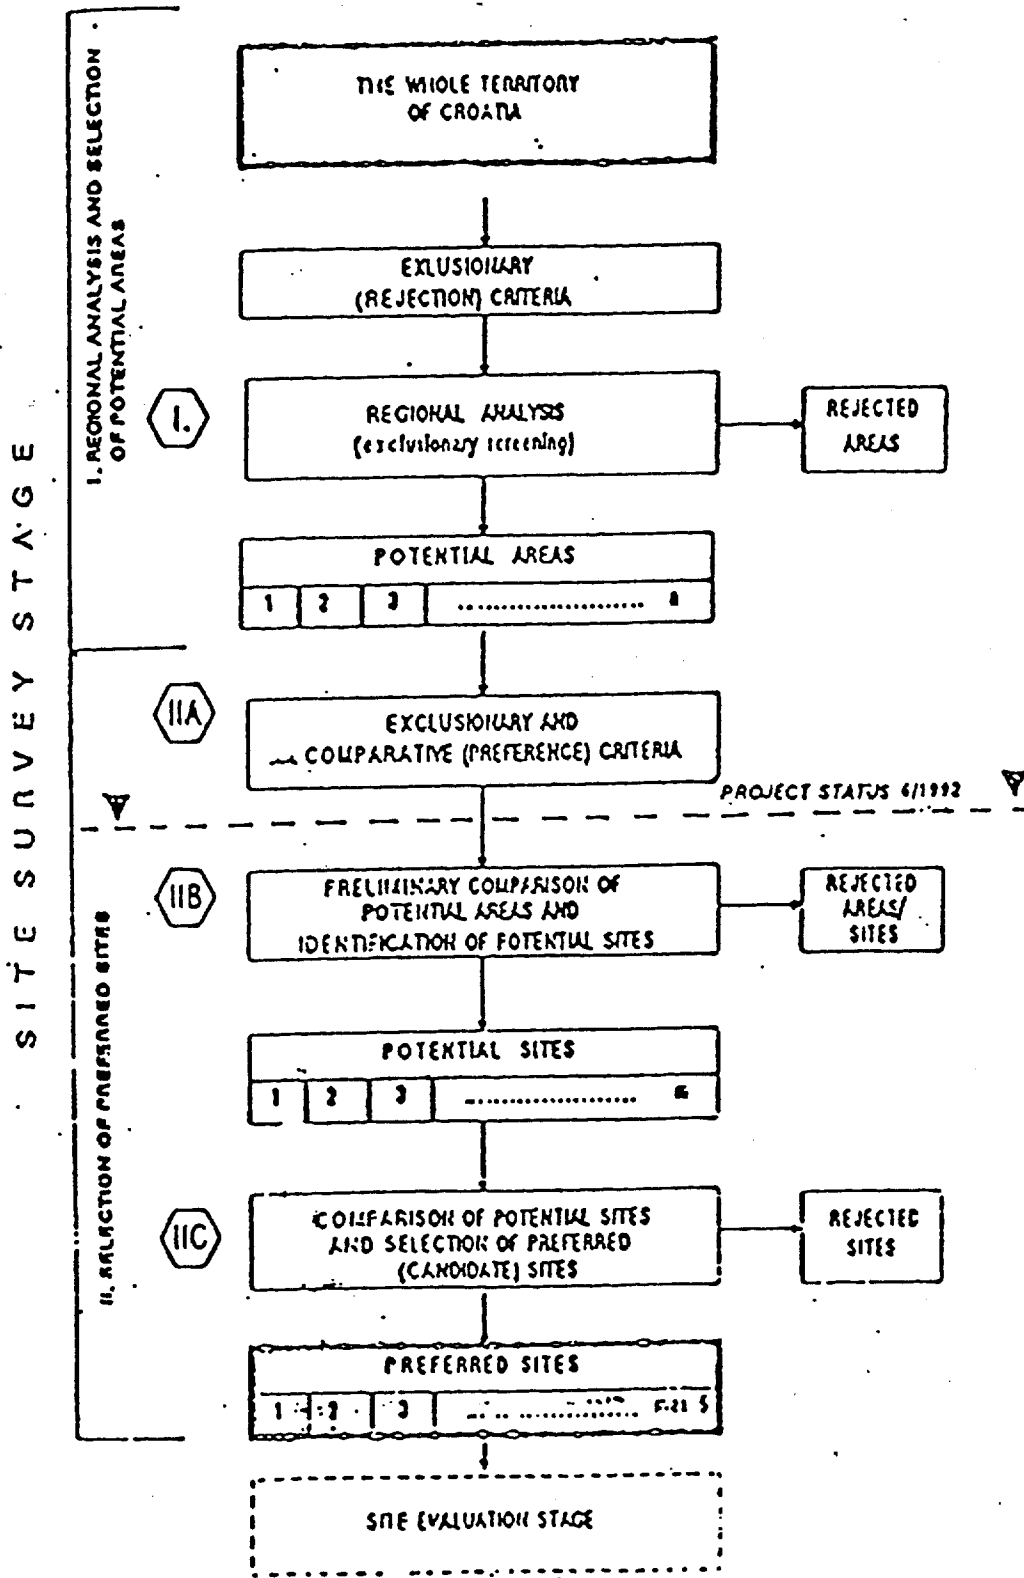 SITE SURVEY STAGE
I. REGIONAL ANALYSIS AND SELECTION
OF POTENTIAL AREAS
THE WHOLE TERRITORY
OF CROATIA
EXLUSIONARY
(REJECTION) CRITERIA
I.
REGIONAL ANALYSIS
(exclusionary screening)
REJECTED
AREAS
POTENTIAL AREAS
1 2 3 ........................
IIA
EXCLUSIONARY AND
COMPARATIVE (PREFERENCE) CRITERIA
PROJECT STATUS 6/1992
II. SELECTION OF PREFERRED SITES
IIB
PRELIMINARY COMPARISON OF
POTENTIAL AREAS AND
IDENTIFICATION OF POTENTIAL SITES
REJECTED
AREAS/
SITES
POTENTIAL SITES
1 2 3 ......................
IIC
COMPARISON OF POTENTIAL SITES
AND SELECTION OF PREFERRED
(CANDIDATE) SITES
REJECTED
SITES
PREFERRED SITES
1 2 3 ...................... 5
SITE EVALUATION STAGE